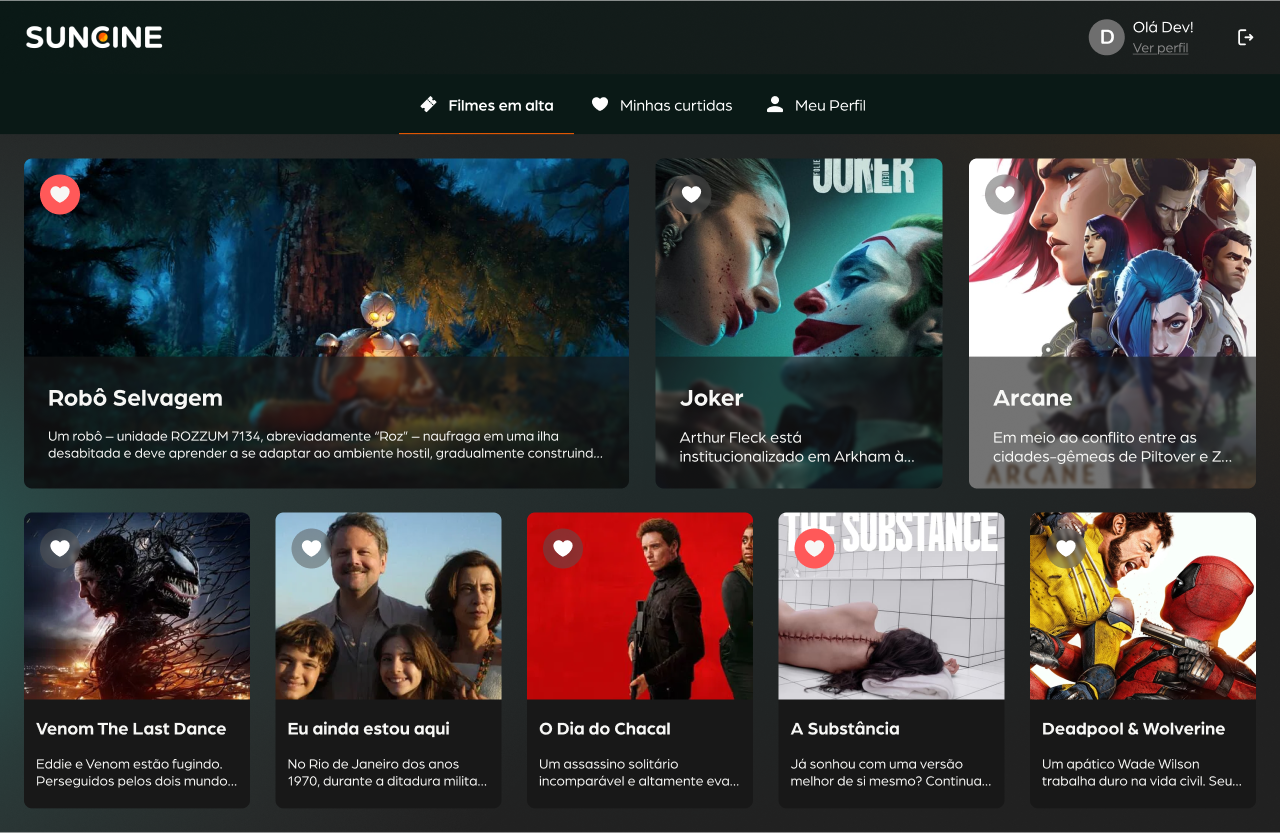 SUNCINE
D
Olá Dev!
Ver perfil
Filmes em alta
Minhas curtidas
Meu Perfil
JOKER
Robô Selvagem
Um robô – unidade ROZZUM 7134, abreviadamente “Roz” – naufraga em uma ilha
desabitada e deve aprender a se adaptar ao ambiente hostil, gradualmente construind...
Joker
Arthur Fleck está
institucionalizado em Arkham à...
Arcane
Em meio ao conflito entre as
cidades-gêmeas de Piltover e Z...
ARCANE
THE SUBSTANCE
Venom The Last Dance
Eddie e Venom estão fugindo.
Perseguidos pelos dois mundo...
Eu ainda estou aqui
No Rio de Janeiro dos anos
1970, durante a ditadura milita...
O Dia do Chacal
Um assassino solitário
incomparável e altamente eva...
A Substância
Já sonhou com uma versão
melhor de si mesmo? Continua...
Deadpool & Wolverine
Um apático Wade Wilson
trabalha duro na vida civil. Seu...